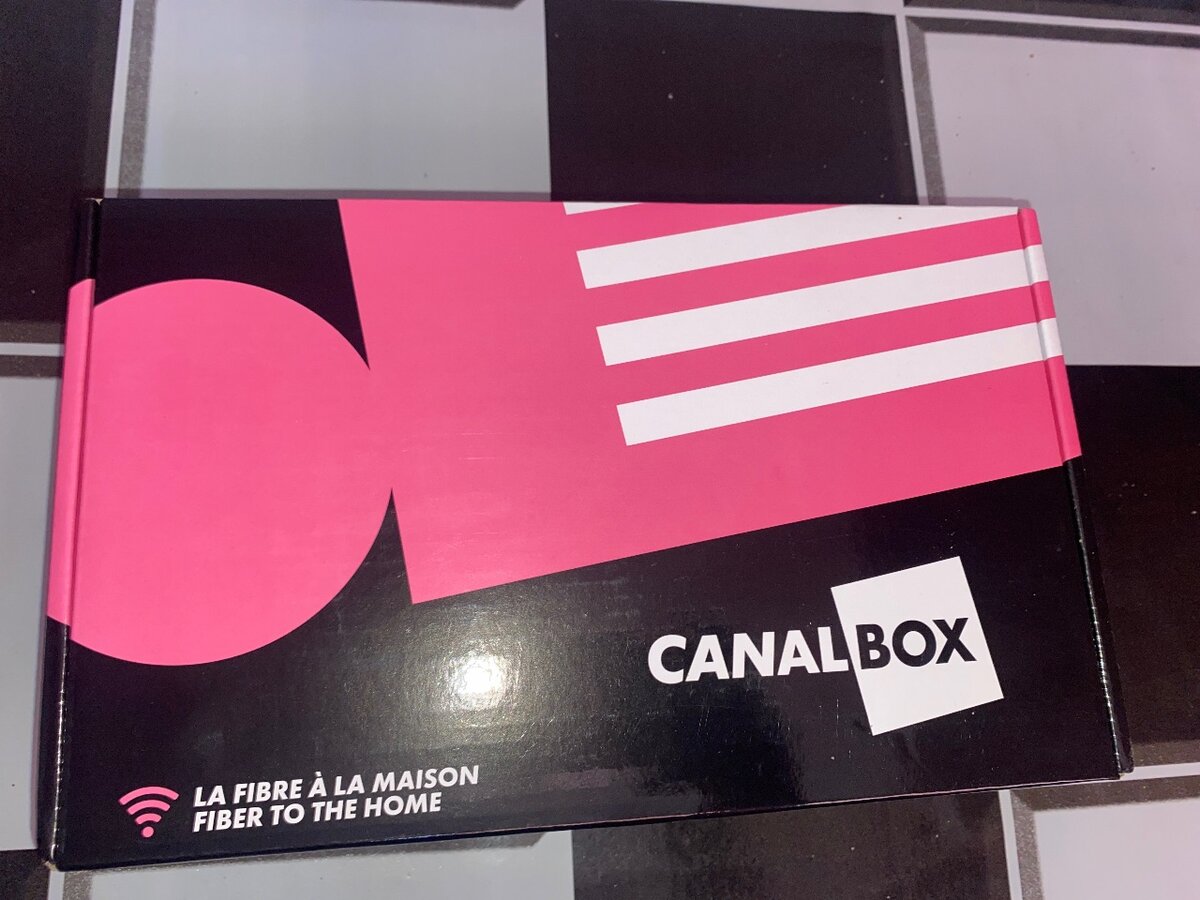 CANALBOX
LA FIBRE À LA MAISON
FIBER TO THE HOME